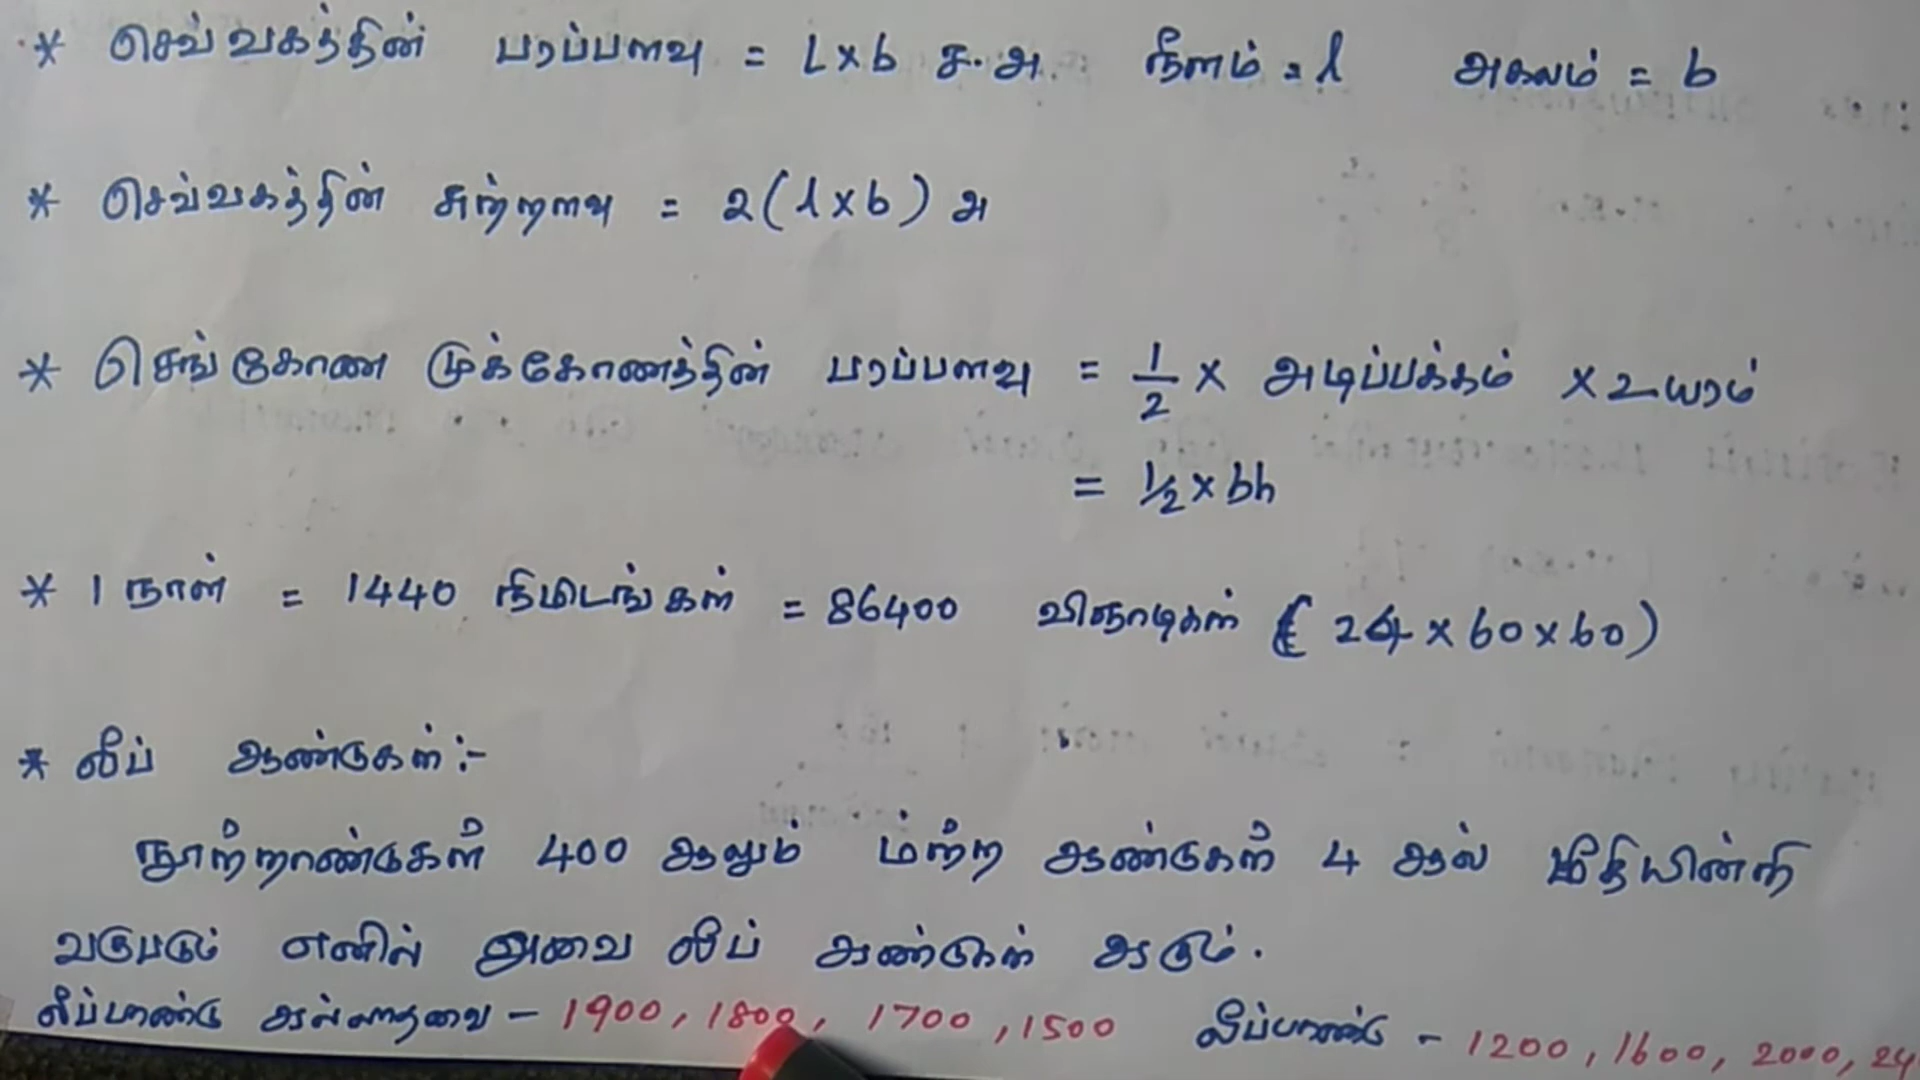 * செவ்வகத்தின் பரப்பளவு = l × b ச.அ. நீளம் = l அகலம் = b
* செவ்வகத்தின் சுற்றளவு = 2(l×b) அ
* செங்கோண முக்கோணத்தின் பரப்பளவு = 1/2 × அடிப்பக்கம் × உயரம்
= 1/2 × bh
* 1 நாள் = 1440 நிமிடங்கள் = 86400 விநாடிகள் (24×60×60)
* லீப் ஆண்டுகள்:-
நூற்றாண்டுகள் 400 ஆலும் மற்ற ஆண்டுகள் 4 ஆல் மீதியின்றி
வகுபடும் எனில் அவை லீப் ஆண்டுகள் ஆகும்.
லீப்பாண்டு அல்லாதவை - 1900, 1800, 1700, 1500 லீப்பாண்டு - 1200, 1600, 2000, 24